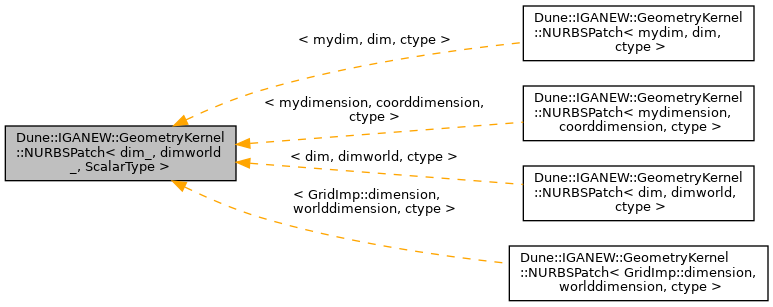 Dune::IGANEW::GeometryKernel
::NURBSPatch< dim_, dimworld
_, ScalarType >
< mydim, dim, ctype >
< mydimension, coorddimension,
ctype >
< dim, dimworld, ctype >
< GridImp::dimension,
worlddimension, ctype >
Dune::IGANEW::GeometryKernel
::NURBSPatch< mydim, dim,
ctype >
Dune::IGANEW::GeometryKernel
::NURBSPatch< mydimension,
coorddimension, ctype >
Dune::IGANEW::GeometryKernel
::NURBSPatch< dim, dimworld,
ctype >
Dune::IGANEW::GeometryKernel
::NURBSPatch< GridImp::dimension,
worlddimension, ctype >